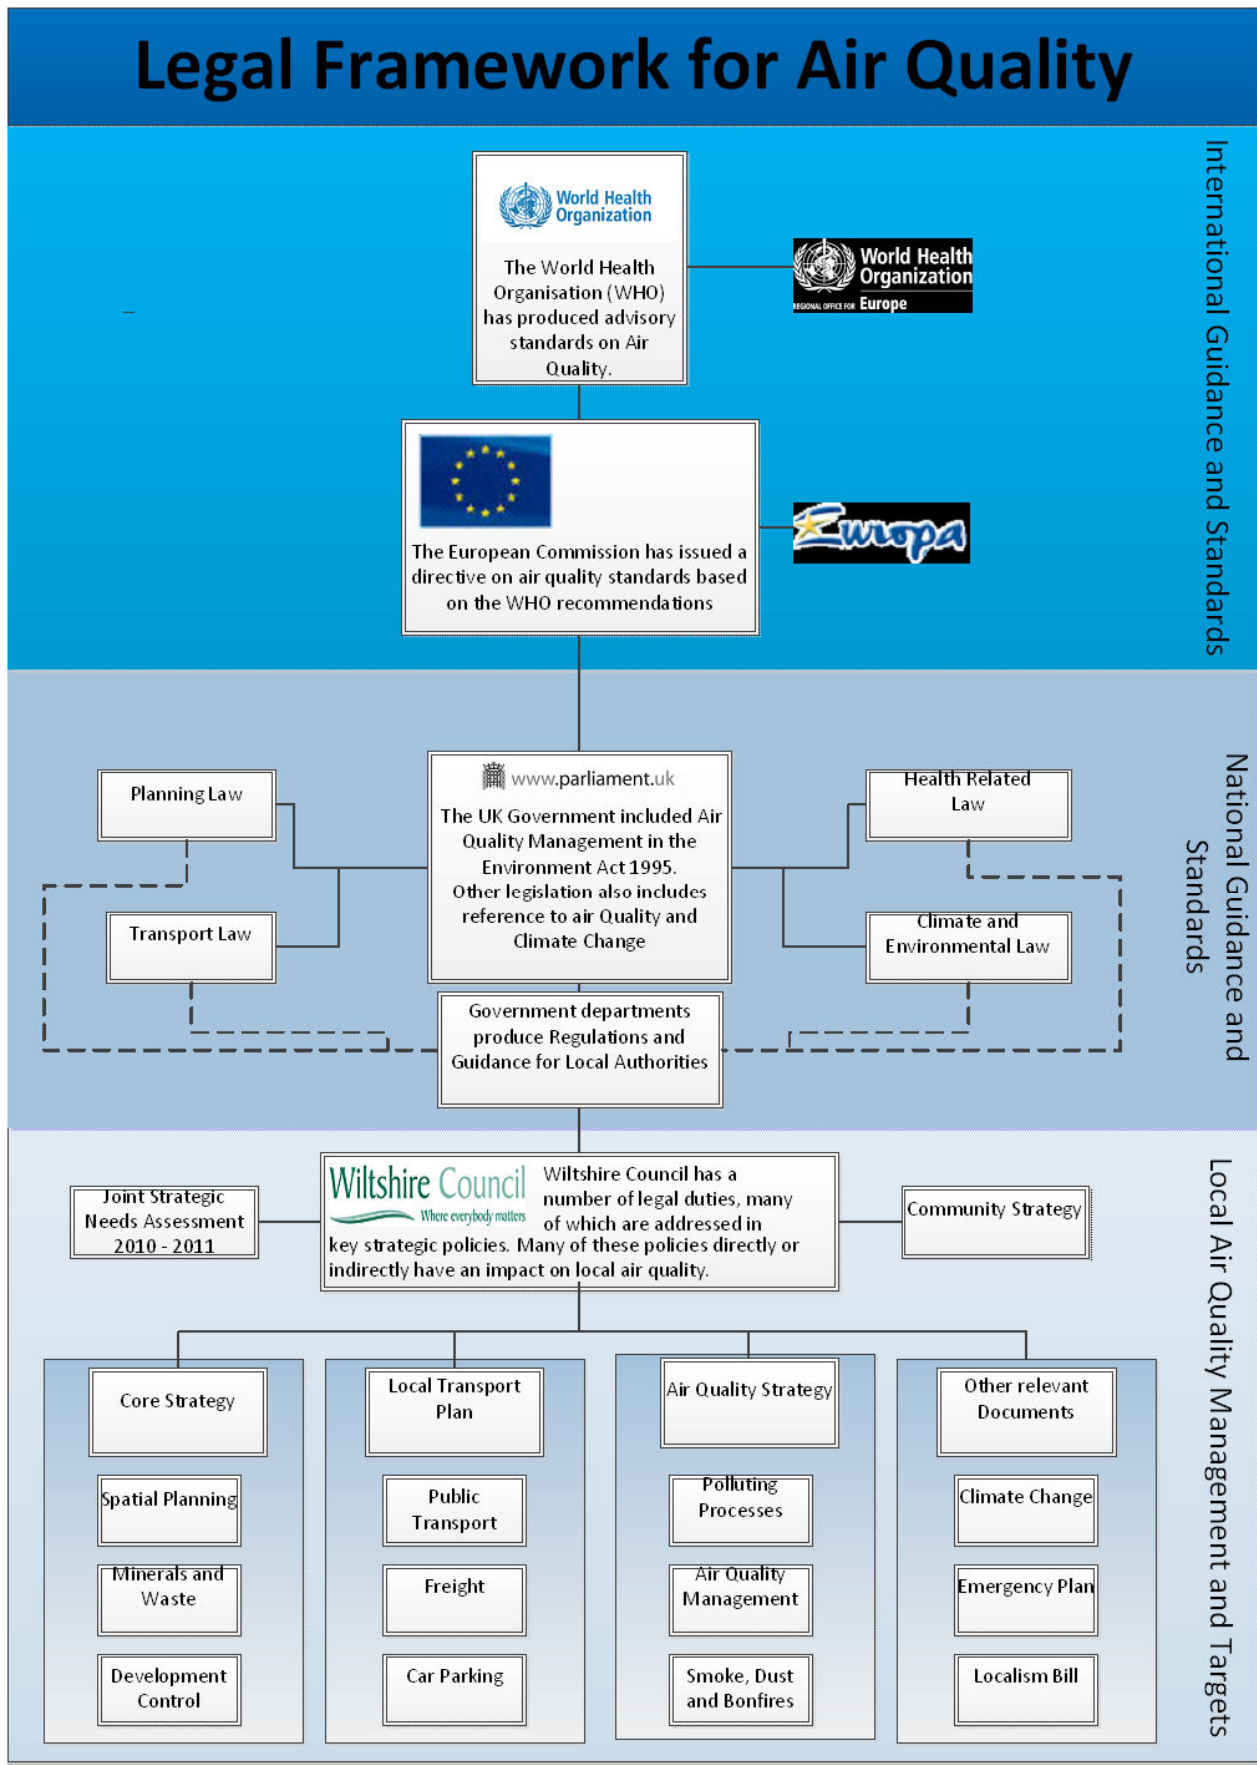 Legal Framework for Air Quality
International Guidance and Standards
World Health
Organization
The World Health
Organisation (WHO)
has produced advisory
standards on Air
Quality.
World Health
Organization
REGIONAL OFFICE FOR Europe
The European Commission has issued a
directive on air quality standards based
on the WHO recommendations
Europa
National Guidance and
Standards
Planning Law
Transport Law
www.parliament.uk
The UK Government included Air
Quality Management in the
Environment Act 1995.
Other legislation also includes
reference to air Quality and
Climate Change
Health Related
Law
Climate and
Environmental Law
Government departments
produce Regulations and
Guidance for Local Authorities
Local Air Quality Management and Targets
Joint Strategic
Needs Assessment
2010 - 2011
Wiltshire Council
Where everybody matters
Wiltshire Council has a
number of legal duties, many
of which are addressed in
key strategic policies. Many of these policies directly or
indirectly have an impact on local air quality.
Community Strategy
Core Strategy
Spatial Planning
Minerals and
Waste
Development
Control
Local Transport
Plan
Public
Transport
Freight
Car Parking
Air Quality Strategy
Polluting
Processes
Air Quality
Management
Smoke, Dust
and Bonfires
Other relevant
Documents
Climate Change
Emergency Plan
Localism Bill